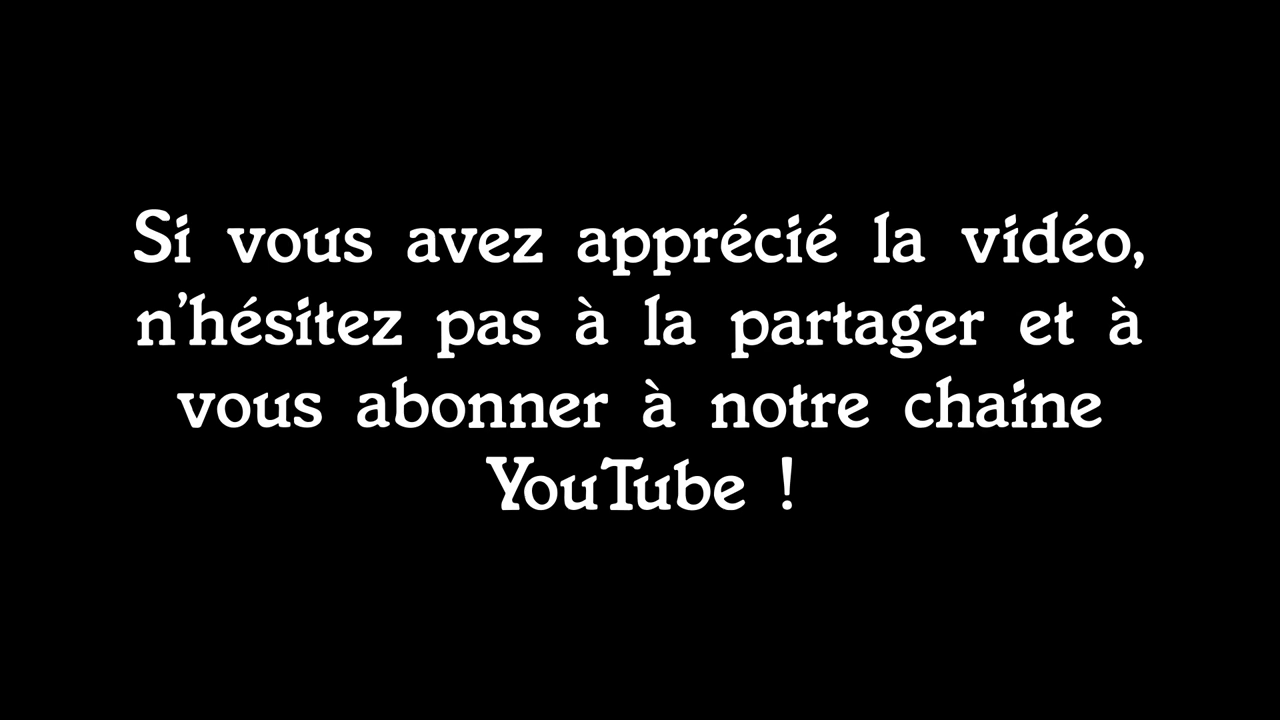 Si vous avez apprécié la vidéo,
n'hésitez pas à la partager et à
vous abonner à notre chaine
YouTube !